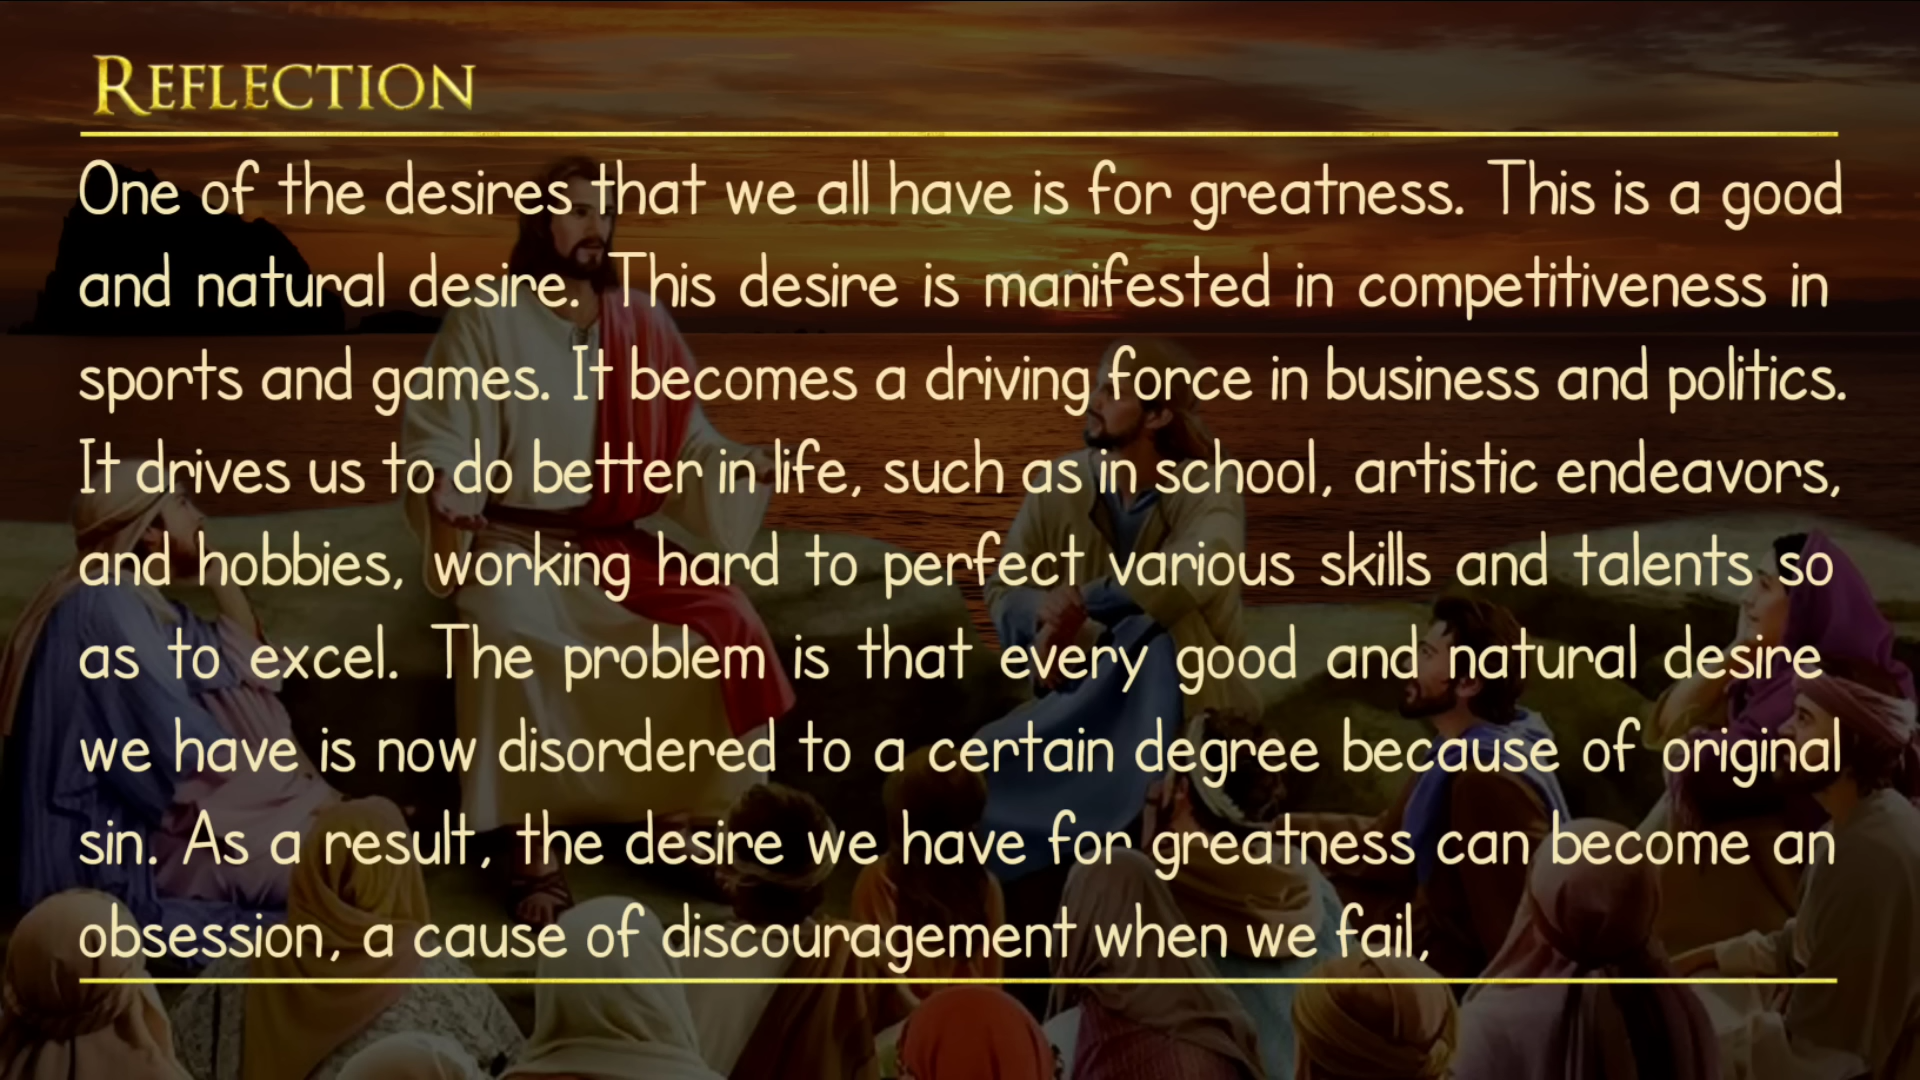 REFLECTION
One of the desires that we all have is for greatness. This is a good
and natural desire. This desire is manifested in competitiveness in
sports and games. It becomes a driving force in business and politics.
It drives us to do better in life, such as in school, artistic endeavors,
and hobbies, working hard to perfect various skills and talents so
as to excel. The problem is that every good and natural desire
we have is now disordered to a certain degree because of original
sin. As a result, the desire we have for greatness can become an
obsession, a cause of discouragement when we fail,